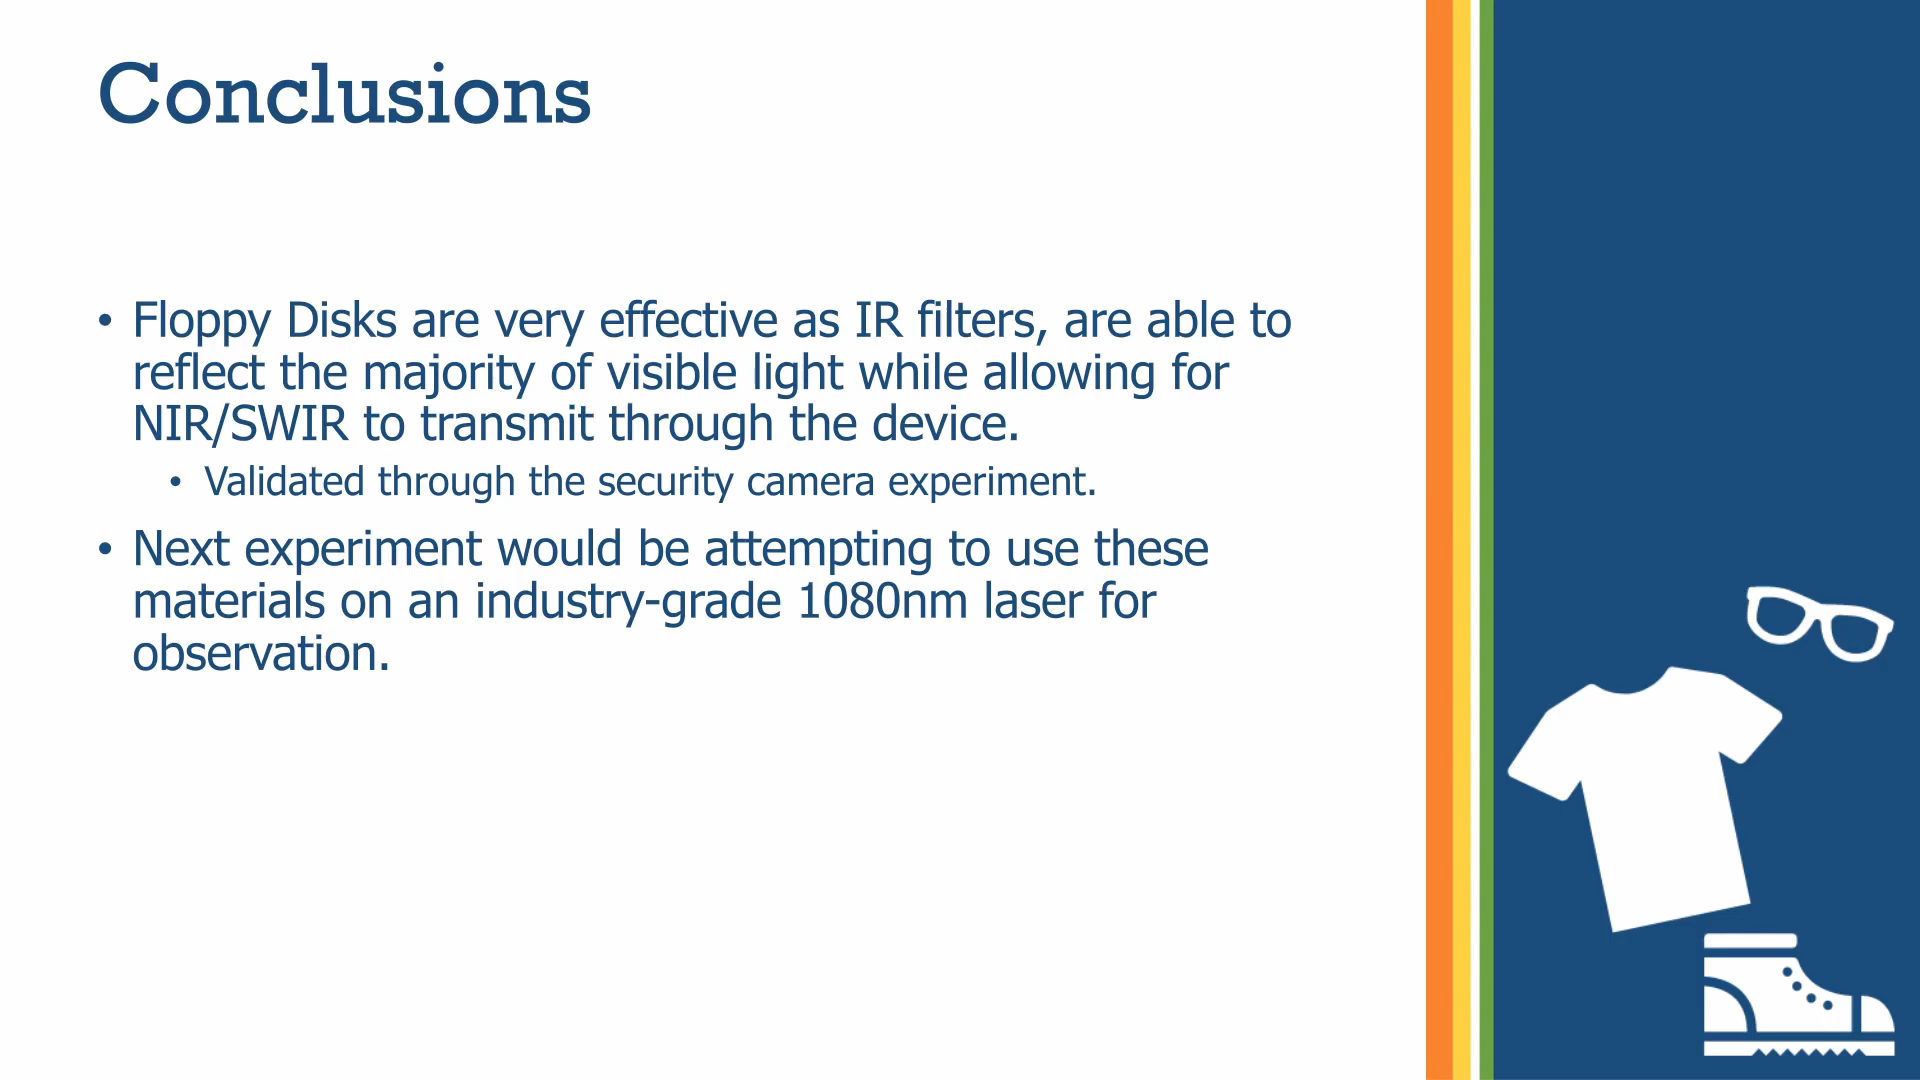 Conclusions
• Floppy Disks are very effective as IR filters, are able to
reflect the majority of visible light while allowing for
NIR/SWIR to transmit through the device.
• Validated through the security camera experiment.
• Next experiment would be attempting to use these
materials on an industry-grade 1080nm laser for
observation.